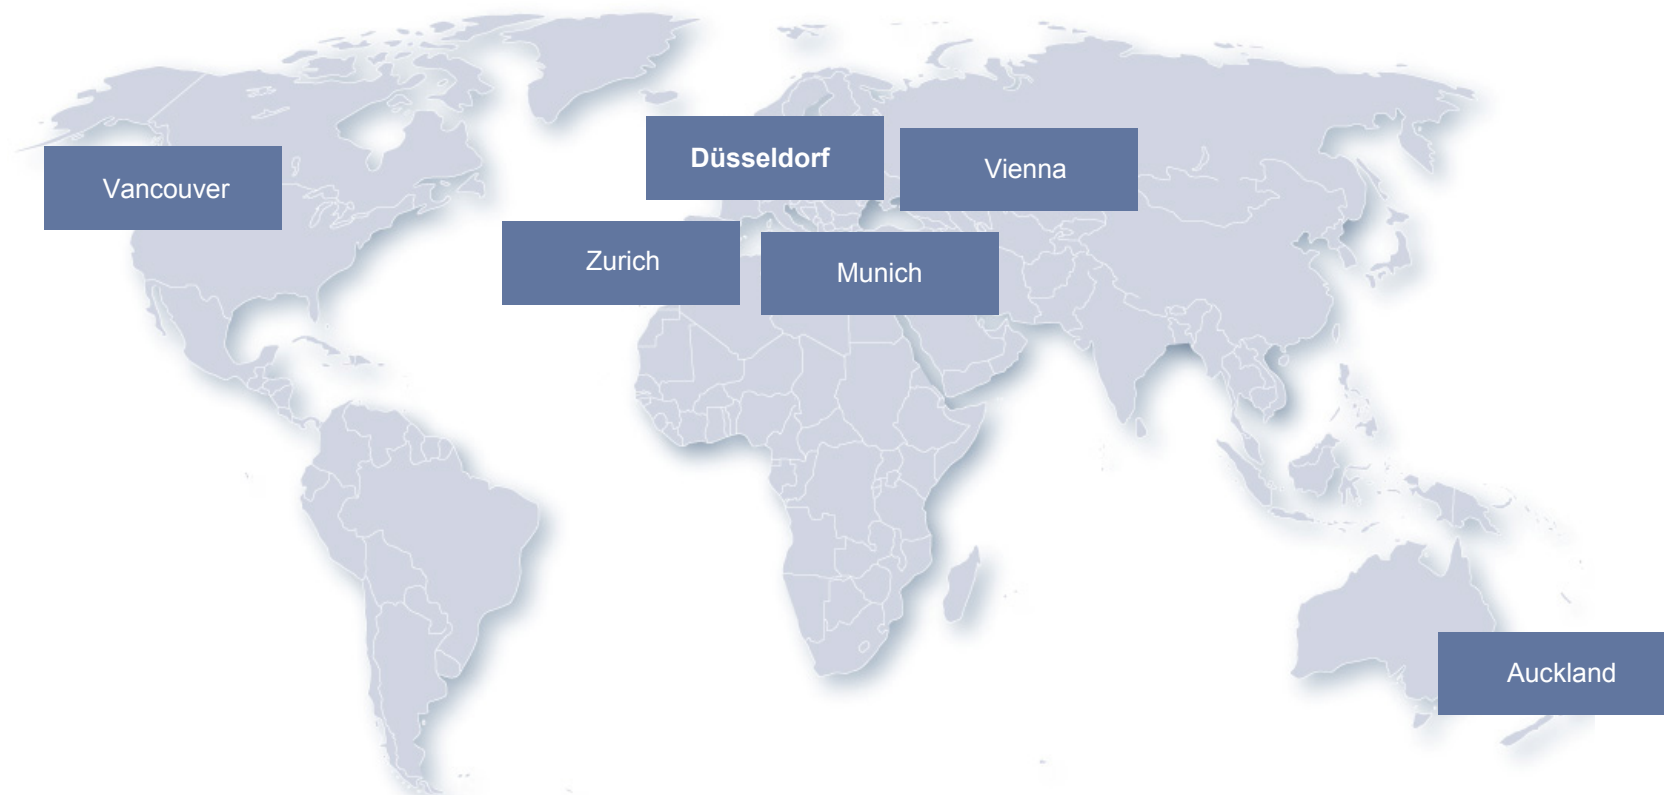 Düsseldorf
Vienna
Vancouver
Zurich
Munich
Auckland